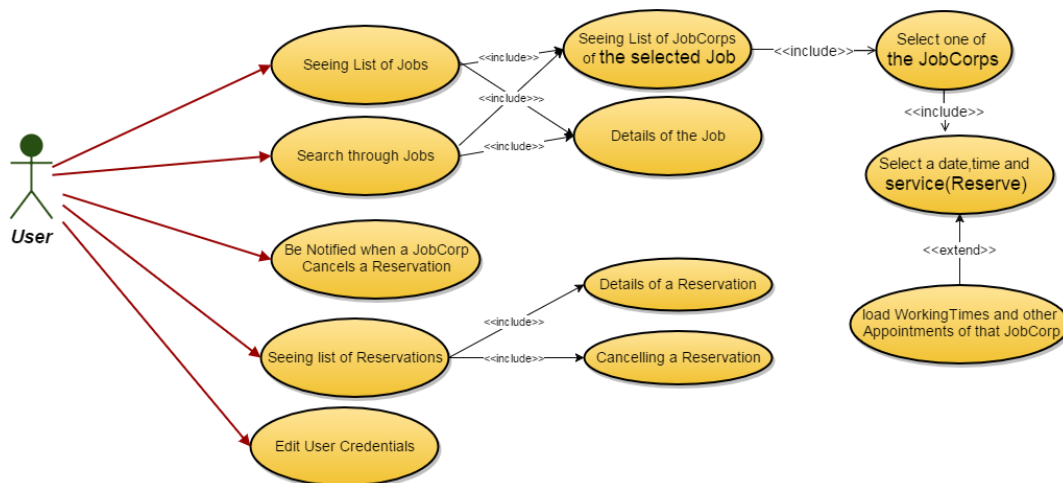 Seeing List of Jobs
<<include>>
Seeing List of JobCorps
of the selected Job
<<include>>
Select one of
the JobCorps
<<include>>
<<include>>
Search through Jobs
<<include>>
Details of the Job
<<include>>
Select a date,time and
service(Reserve)
User
Be Notified when a JobCorp
Cancels a Reservation
<<extend>>
Details of a Reservation
<<include>>
load WorkingTimes and other
Appointments of that JobCorp
Seeing list of Reservations
<<include>>
Cancelling a Reservation
Edit User Credentials